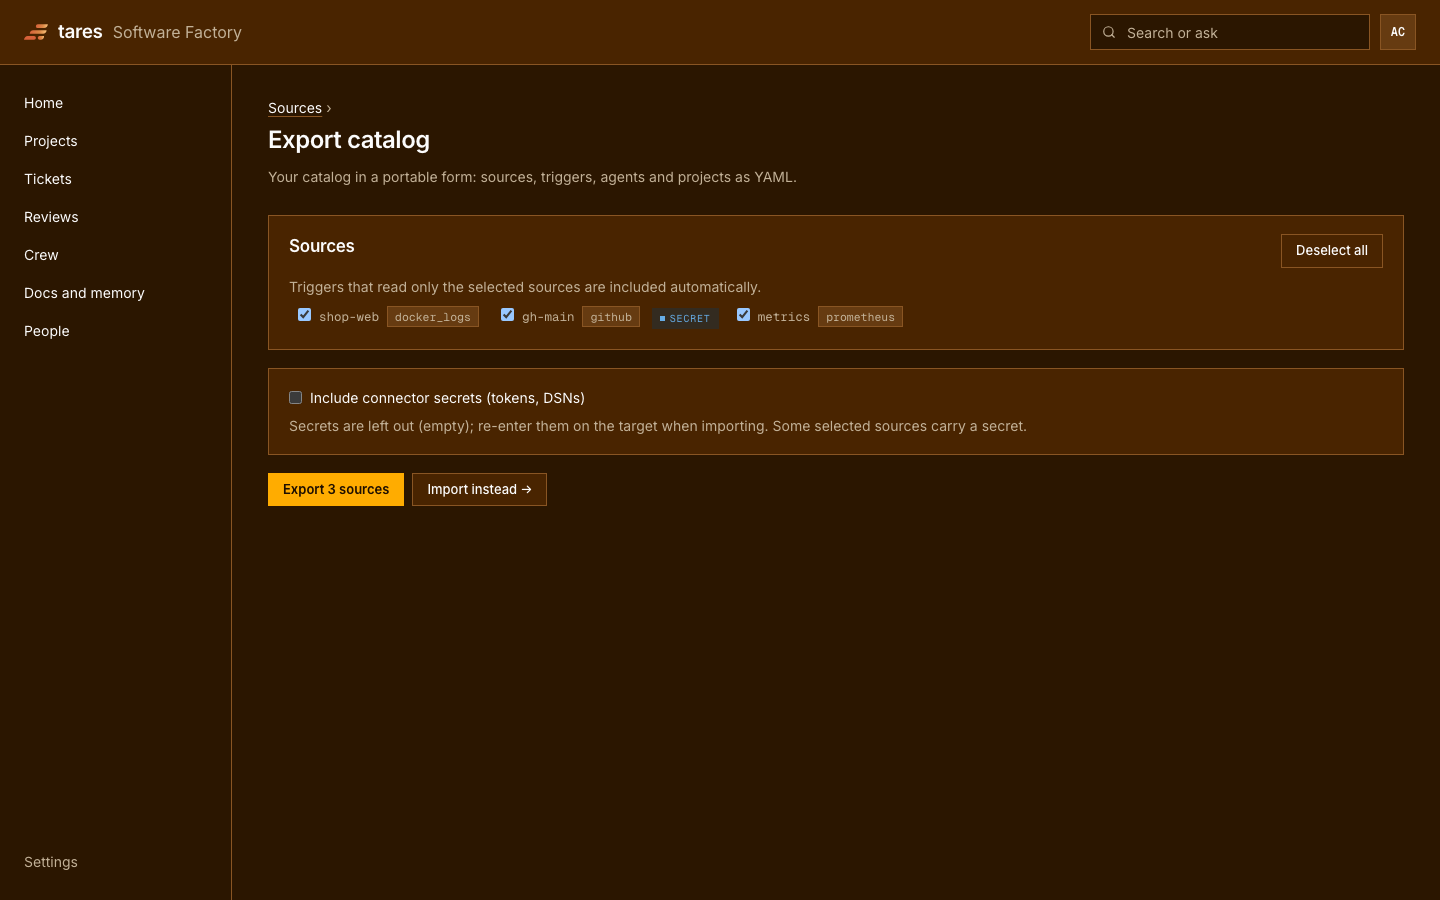 tares Software Factory
Search or ask
AC
Home
Projects
Tickets
Reviews
Crew
Docs and memory
People
Settings
Sources ›
Export catalog
Your catalog in a portable form: sources, triggers, agents and projects as YAML.
Sources
Deselect all
Triggers that read only the selected sources are included automatically.
shop-web docker_logs gh-main github SECRET metrics prometheus
Include connector secrets (tokens, DSNs)
Secrets are left out (empty); re-enter them on the target when importing. Some selected sources carry a secret.
Export 3 sources Import instead →